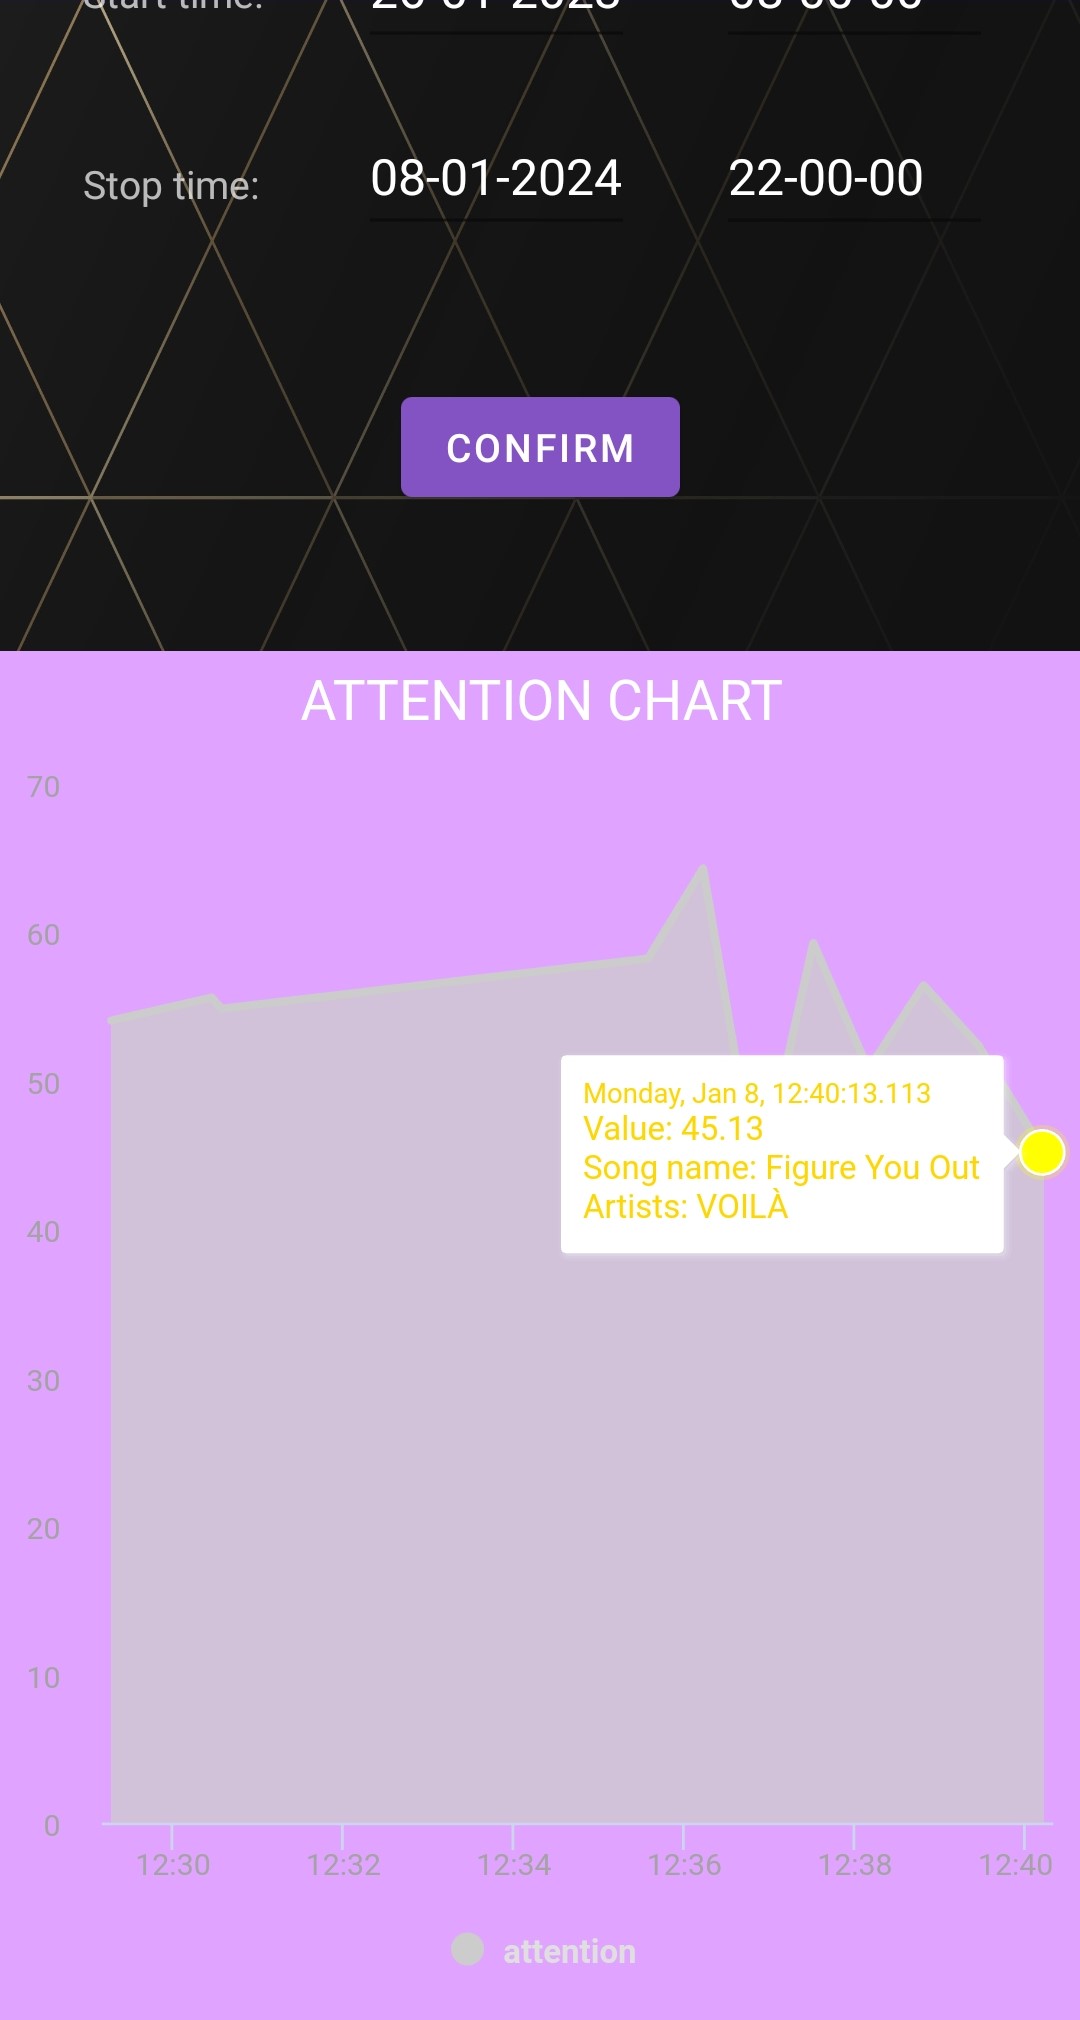 Start time:
Stop time: 08-01-2024 22-00-00
CONFIRM
ATTENTION CHART
70
60
50
40
30
20
10
0
Monday, Jan 8, 12:40:13.113
Value: 45.13
Song name: Figure You Out
Artists: VOILÀ
12:30 12:32 12:34 12:36 12:38 12:40
attention